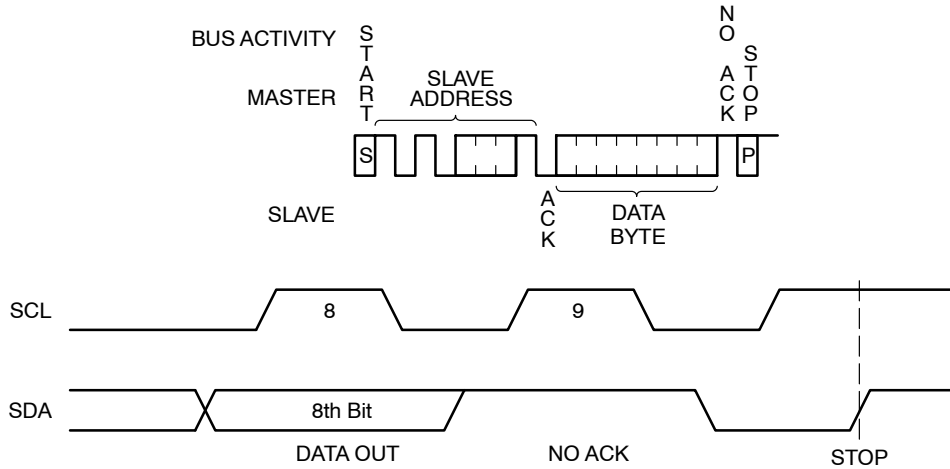 BUS ACTIVITY
MASTER
START
SLAVE
ADDRESS
NO ACK
STOP
S
P
SLAVE
ACK
DATA
BYTE
SCL
8
9
SDA
8th Bit
DATA OUT
NO ACK
STOP